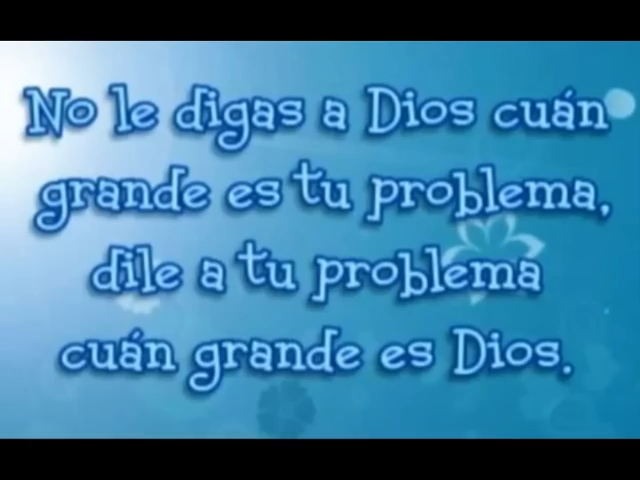 No le digas a Dios cuán
grande es tu problema,
dile a tu problema
cuán grande es Dios.